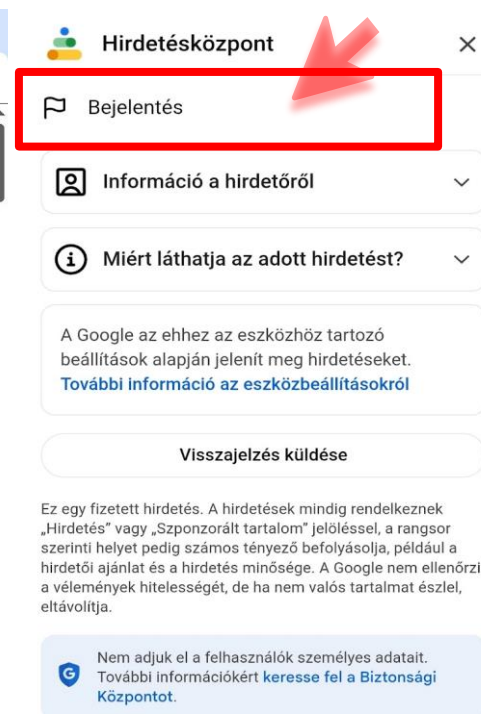 Hirdetésközpont
Bejelentés
Információ a hirdetőről
Miért láthatja az adott hirdetést?
A Google az ehhez az eszközhöz tartozó
beállítások alapján jelenít meg hirdetéseket.
További információ az eszközbeállításokról
Visszajelzés küldése
Ez egy fizetett hirdetés. A hirdetések mindig rendelkeznek
„Hirdetés” vagy „Szponzorált tartalom” jelöléssel, a rangsor
szerinti helyet pedig számos tényező befolyásolja, például a
hirdetői ajánlat és a hirdetés minősége. A Google nem ellenőrzi
a vélemények hitelességét, de ha nem valós tartalmat észlel,
eltávolítja.
Nem adjuk el a felhasználók személyes adatait.
További információkért keresse fel a Biztonsági
Központot.